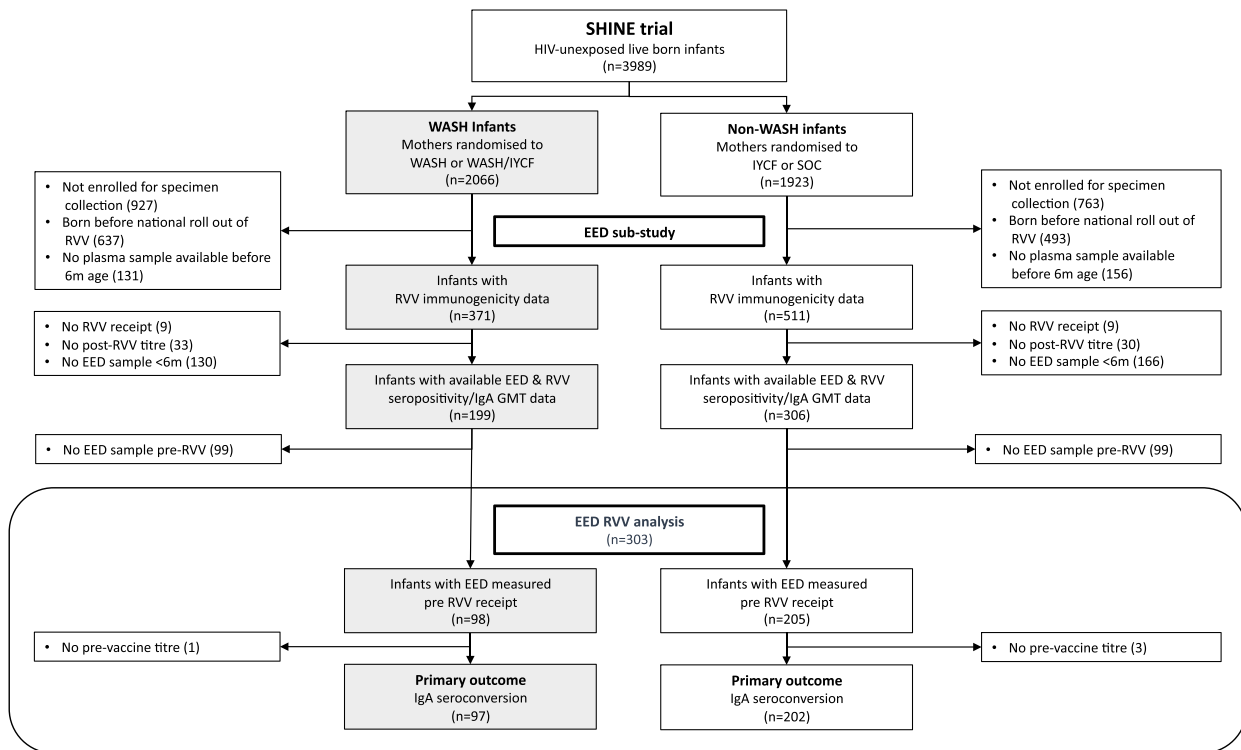 SHINE trial
HIV-unexposed live born infants
(n=3989)
WASH Infants
Mothers randomised to
WASH or WASH/IYCF
(n=2066)
Non-WASH infants
Mothers randomised to
IYCF or SOC
(n=1923)
• Not enrolled for specimen
collection (927)
• Born before national roll out of
RVV (637)
• No plasma sample available before
6m age (131)
EED sub-study
• Not enrolled for specimen
collection (763)
• Born before national roll out of
RVV (493)
• No plasma sample available
before 6m age (156)
Infants with
RVV immunogenicity data
(n=371)
Infants with
RVV immunogenicity data
(n=511)
• No RVV receipt (9)
• No post-RVV titre (33)
• No EED sample <6m (130)
• No RVV receipt (9)
• No post-RVV titre (30)
• No EED sample <6m (166)
Infants with available EED & RVV
seropositivity/IgA GMT data
(n=199)
Infants with available EED & RVV
seropositivity/IgA GMT data
(n=306)
• No EED sample pre-RVV (99)
• No EED sample pre-RVV (99)
EED RVV analysis
(n=303)
Infants with EED measured
pre RVV receipt
(n=98)
Infants with EED measured
pre RVV receipt
(n=205)
• No pre-vaccine titre (1)
• No pre-vaccine titre (3)
Primary outcome
IgA seroconversion
(n=97)
Primary outcome
IgA seroconversion
(n=202)